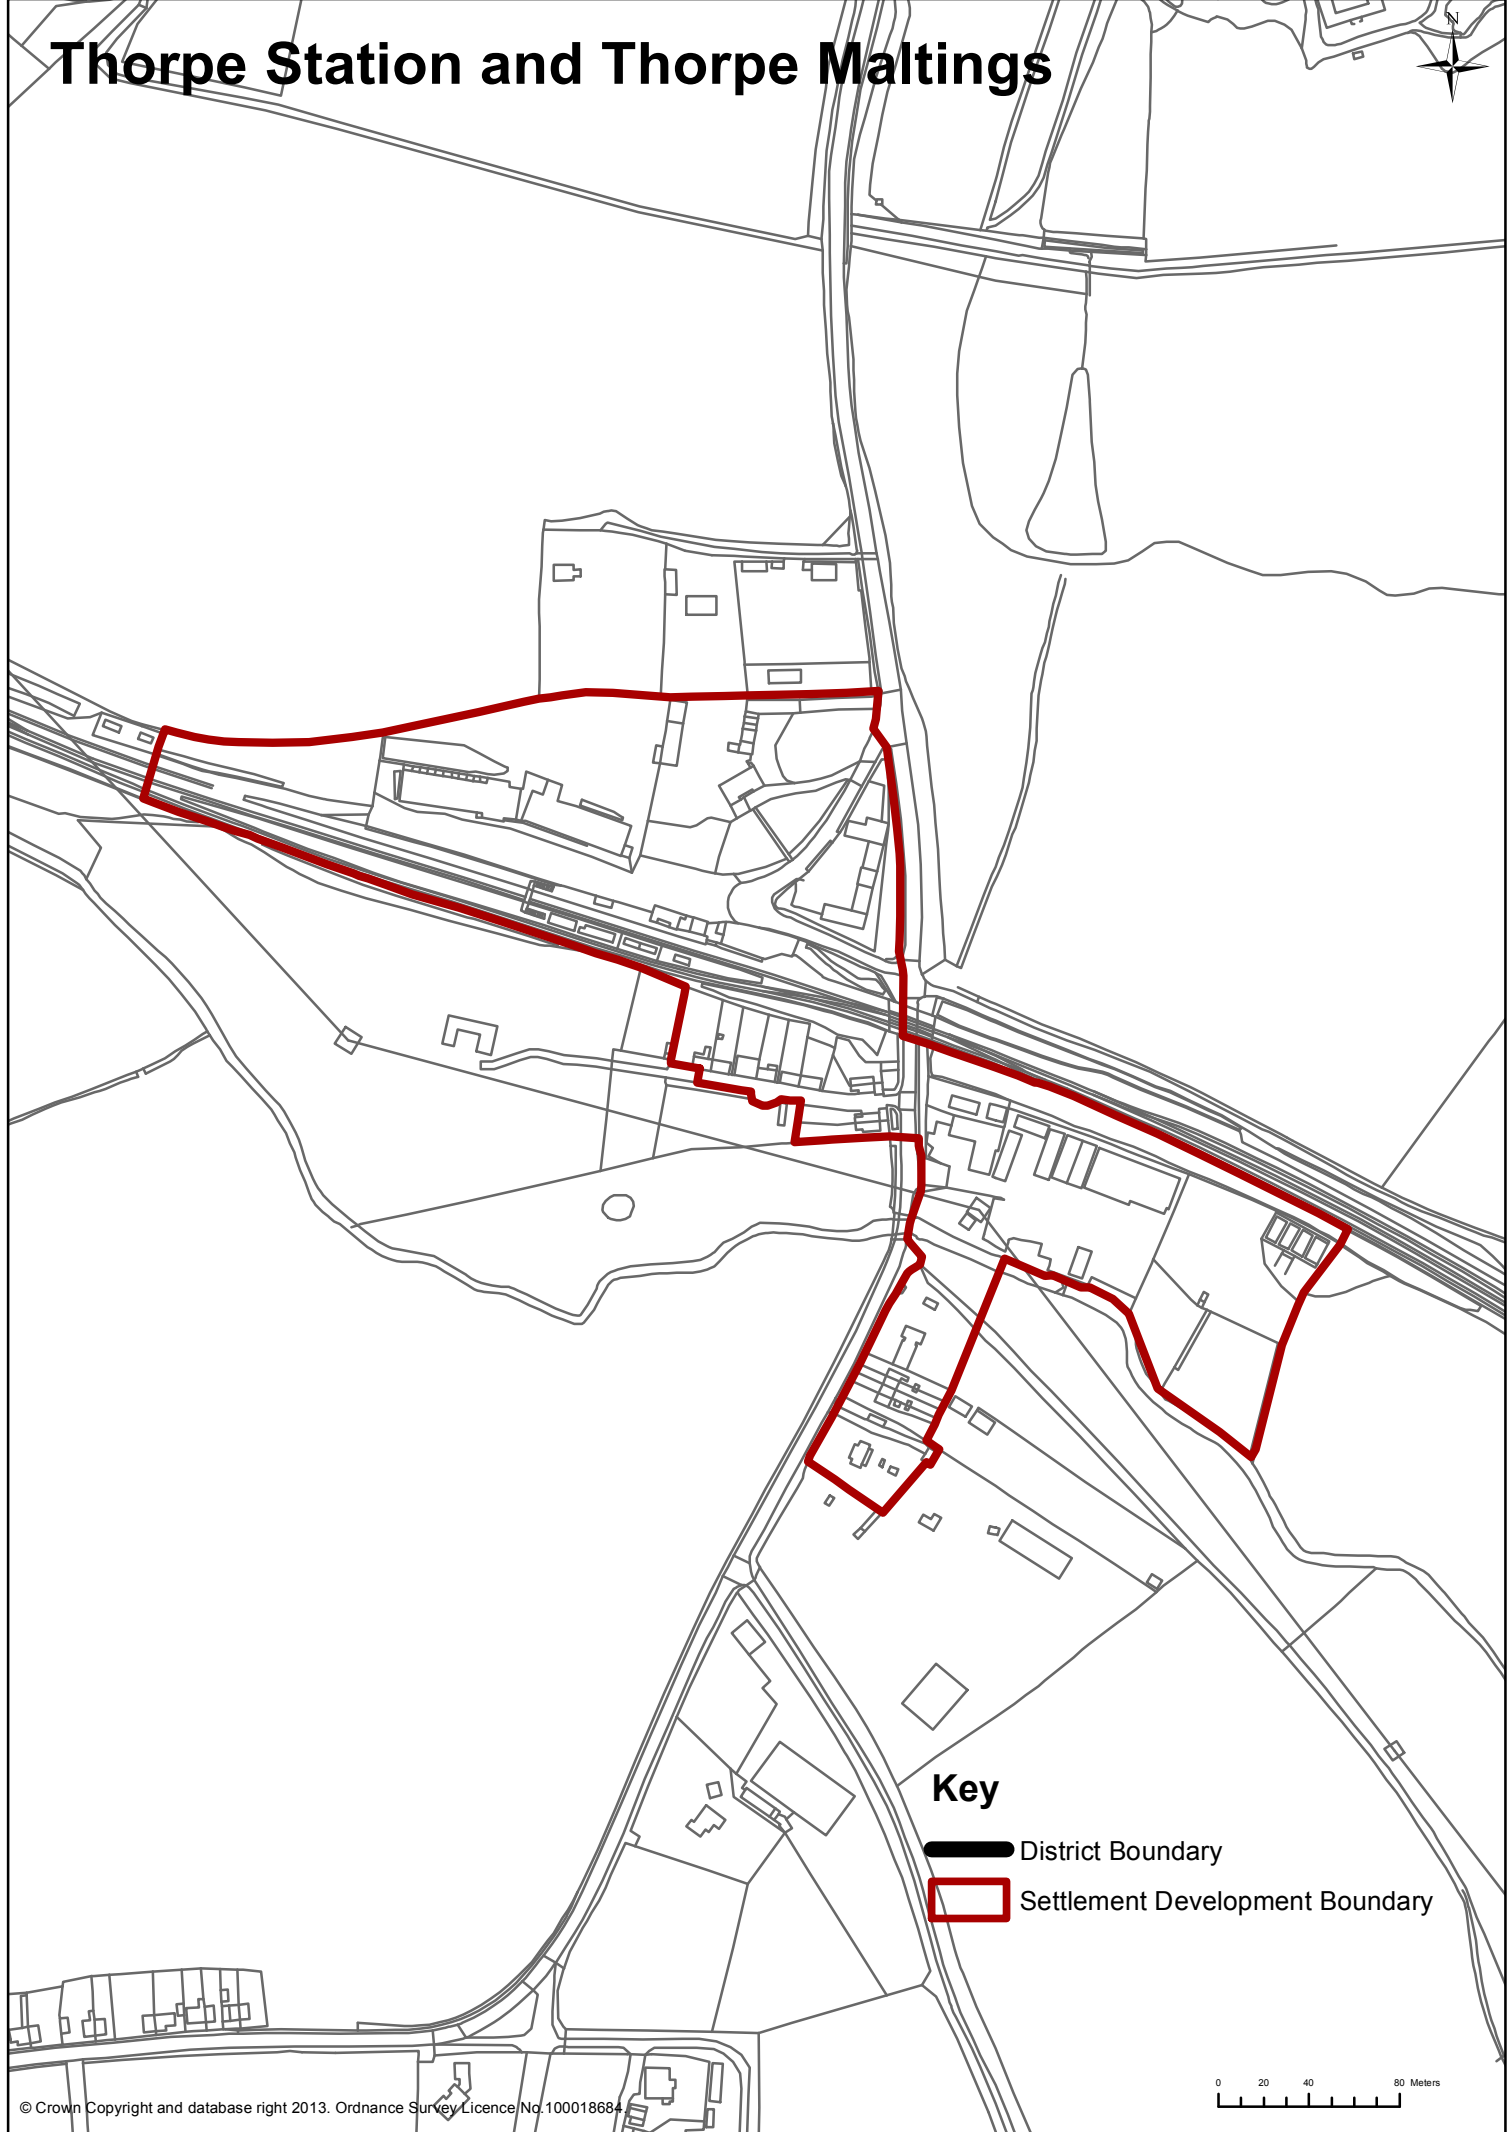 Thorpe Station and Thorpe Maltings
N
Key
District Boundary
Settlement Development Boundary
0 20 40 80 Meters
© Crown Copyright and database right 2013. Ordnance Survey Licence No.100018684.